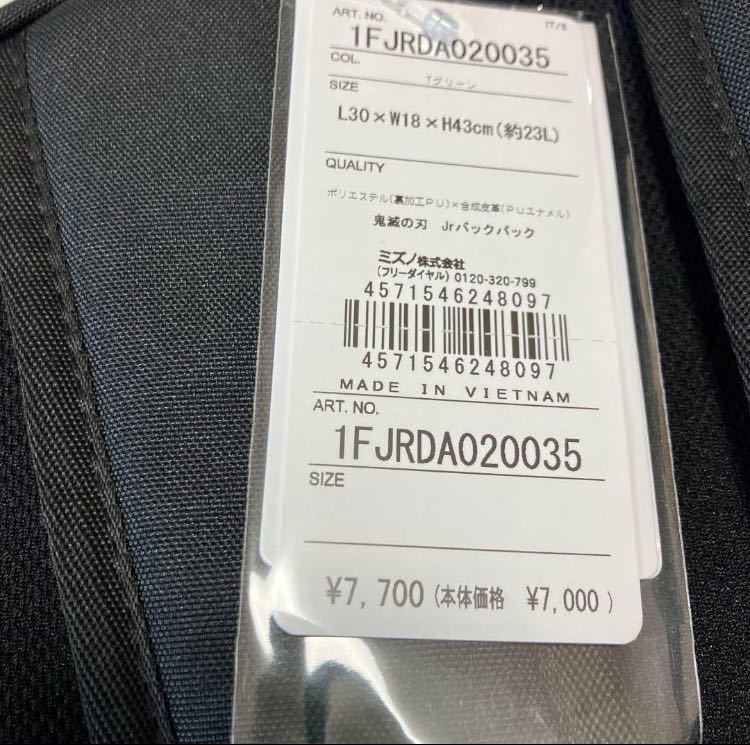 ART. NO.
IT/S
1FJRDA020035
COL.
Tグリーン
SIZE
L30×W18×H43cm(約23L)
QUALITY
ポリエステル(裏加工PU)×合成皮革(PUエナメル)
鬼滅の刃 Jrバックパック
ミズノ株式会社
(フリーダイヤル) 0120-320-799
4571546248097
4571546248097
MADE IN VIETNAM
ART. NO.
1FJRDA020035
SIZE
¥7,700 (本体価格 ¥7,000 )